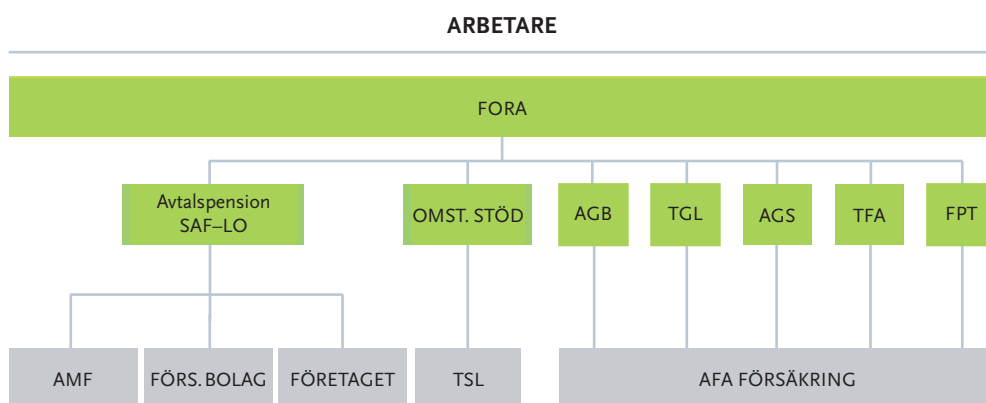 ARBETARE
FORA
Avtalspension
SAF–LO
OMST. STÖD
AGB
TGL
AGS
TFA
FPT
AMF
FÖRS. BOLAG
FÖRETAGET
TSL
AFA FÖRSÄKRING